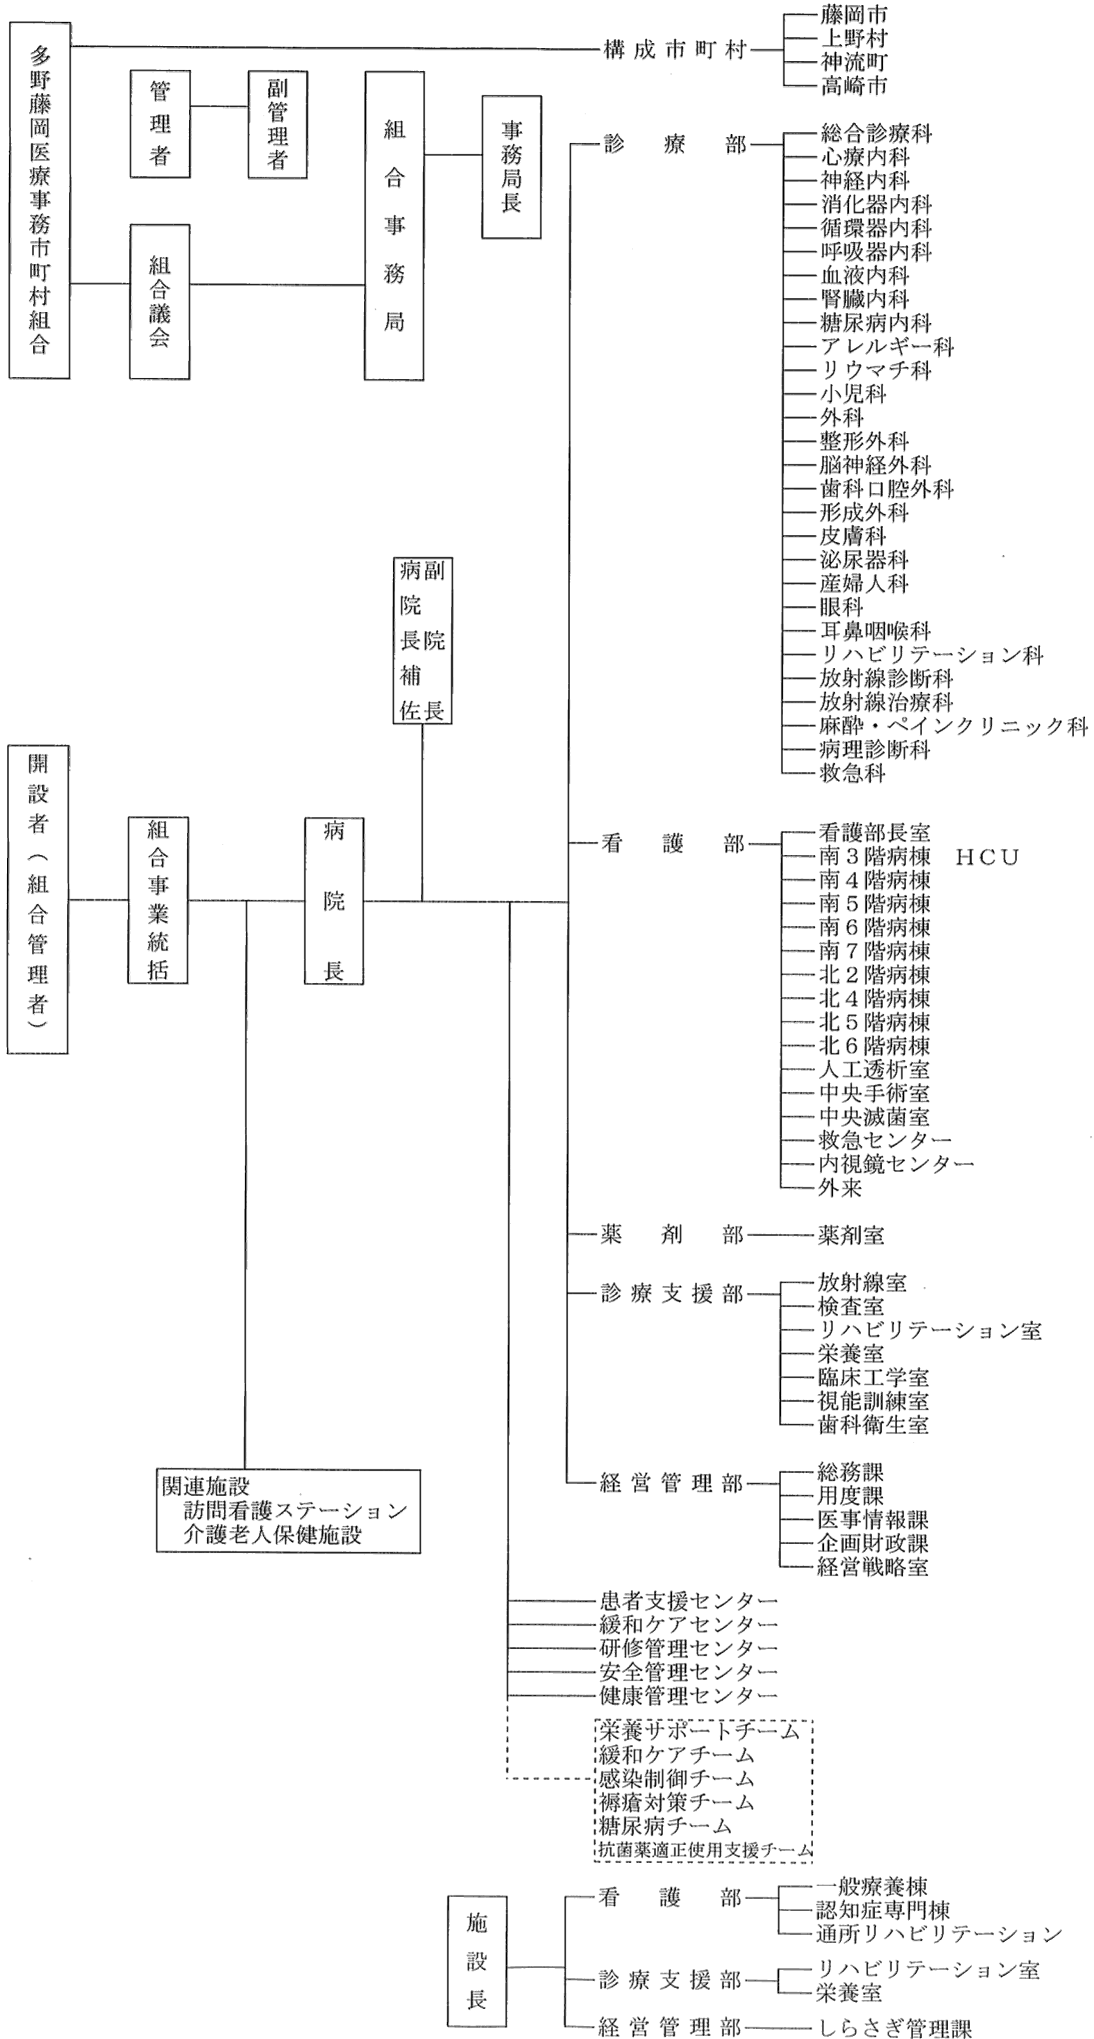 多野藤岡医療事務市町村組合
管理者
副管理者
組合議会
組合事務局
事務局長
構成市町村
藤岡市
上野村
神流町
高崎市
診療部
総合診療科
心療内科
神経内科
消化器内科
循環器内科
呼吸器内科
血液内科
腎臓内科
糖尿病内科
アレルギー科
リウマチ科
小児科
外科
整形外科
脳神経外科
歯科口腔外科
形成外科
皮膚科
泌尿器科
産婦人科
眼科
耳鼻咽喉科
リハビリテーション科
放射線診断科
放射線治療科
麻酔・ペインクリニック科
病理診断科
救急科
開設者（組合管理者）
組合事業統括
病院長
副院長
病院長補佐
看護部
看護部長室
南３階病棟　ＨＣＵ
南４階病棟
南５階病棟
南６階病棟
南７階病棟
北２階病棟
北４階病棟
北５階病棟
北６階病棟
人工透析室
中央手術室
中央滅菌室
救急センター
内視鏡センター
外来
薬剤部
薬剤室
診療支援部
放射線室
検査室
リハビリテーション室
栄養室
臨床工学室
視能訓練室
歯科衛生室
経営管理部
総務課
用度課
医事情報課
企画財政課
経営戦略室
関連施設
訪問看護ステーション
介護老人保健施設
患者支援センター
緩和ケアセンター
研修管理センター
安全管理センター
健康管理センター
栄養サポートチーム
緩和ケアチーム
感染制御チーム
褥瘡対策チーム
糖尿病チーム
抗菌薬適正使用支援チーム
施設長
看護部
一般療養棟
認知症専門棟
通所リハビリテーション
診療支援部
リハビリテーション室
栄養室
経営管理部
しらさぎ管理課